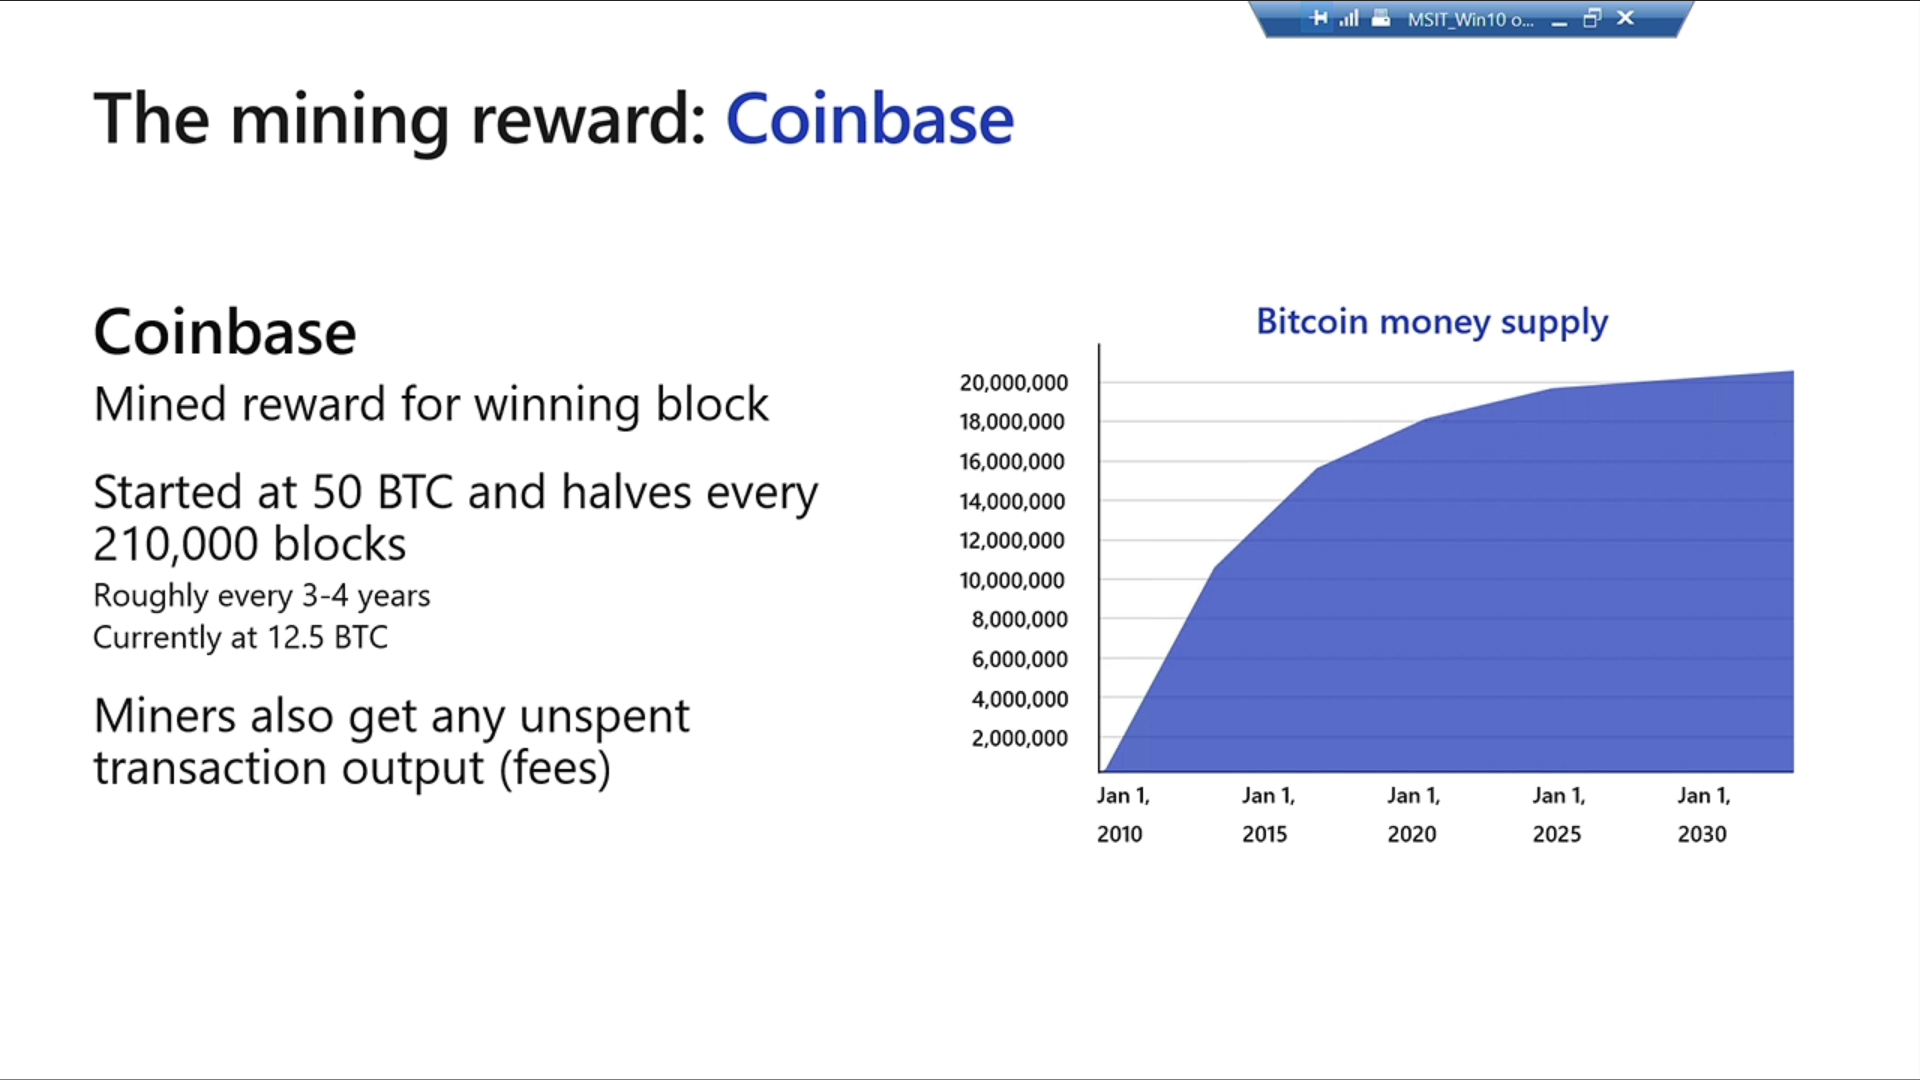 MSIT_Win10 o...
The mining reward: Coinbase
Coinbase
Mined reward for winning block
Started at 50 BTC and halves every
210,000 blocks
Roughly every 3-4 years
Currently at 12.5 BTC
Miners also get any unspent
transaction output (fees)
Bitcoin money supply
20,000,000
18,000,000
16,000,000
14,000,000
12,000,000
10,000,000
8,000,000
6,000,000
4,000,000
2,000,000
Jan 1, Jan 1, Jan 1, Jan 1, Jan 1,
2010 2015 2020 2025 2030